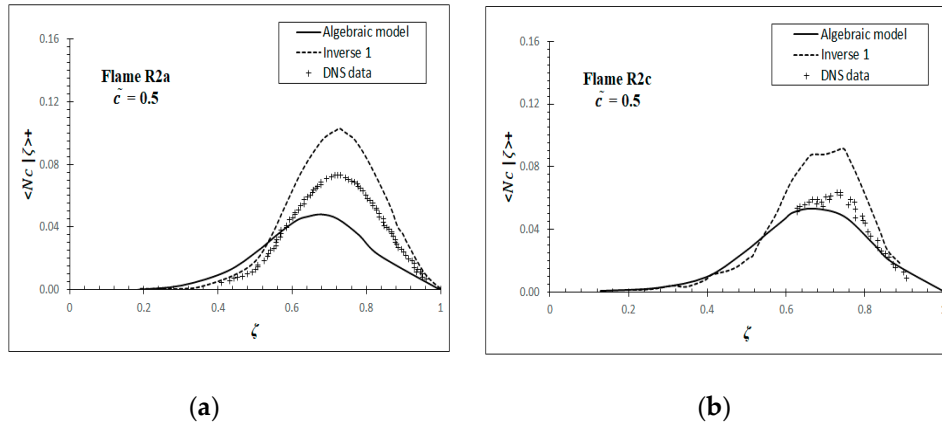 0.16
0.12
0.08
0.04
0.00
0
0.2
0.4
0.6
0.8
1
<Nc |ζ>+
ζ
Flame R2a
c̃ = 0.5
Algebraic model
Inverse 1
DNS data
(a)
0.16
0.12
0.08
0.04
0.00
0
0.2
0.4
0.6
0.8
1
<Nc |ζ>+
ζ
Flame R2c
c̃ = 0.5
Algebraic model
Inverse 1
DNS data
(b)